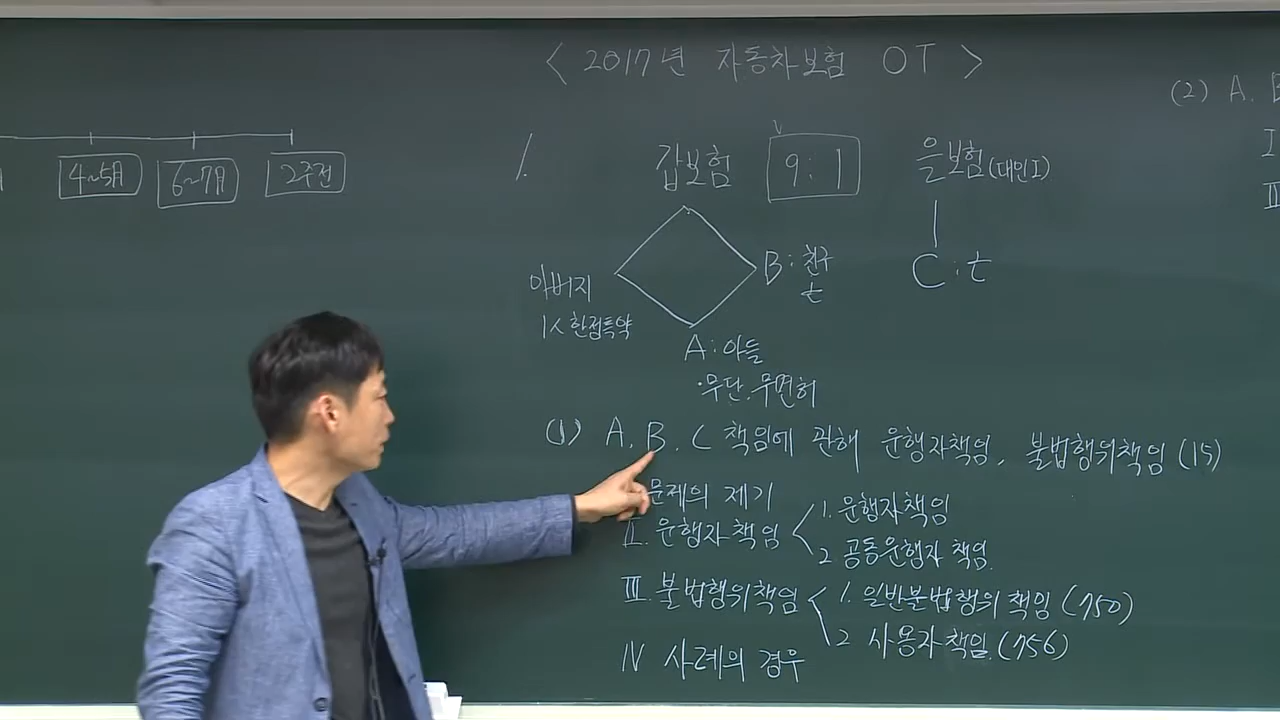 < 2017년 자동차보험 OT >
4~5月
6~7月
2주전
1.
갑보험
9 : 1
을보험 (대인I)
아버지
1人 한정특약
B : 친구
t
C : t
A : 아들
·무단. 무면허
(1) A. B. C 책임에 관해 운행자책임, 불법행위책임 (15)
문제의 제기
II. 운행자 책임
1. 운행자책임
2 공동운행자 책임.
III. 불법행위책임
1. 일반불법행위 책임 (750)
2 사용자책임. (756)
IV 사례의 경우
(2) A.
I
II